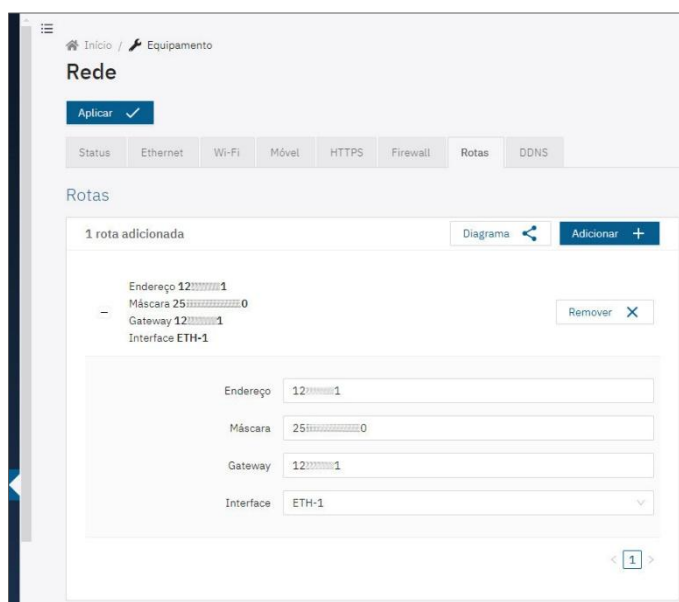 Início / Equipamento
Rede
Aplicar
Status Ethernet Wi-Fi Móvel HTTPS Firewall Rotas DDNS
Rotas
1 rota adicionada Diagrama Adicionar +
Endereço
Máscara
Gateway
Interface ETH-1
Remover X
Endereço
Máscara
Gateway
Interface ETH-1
< 1 >